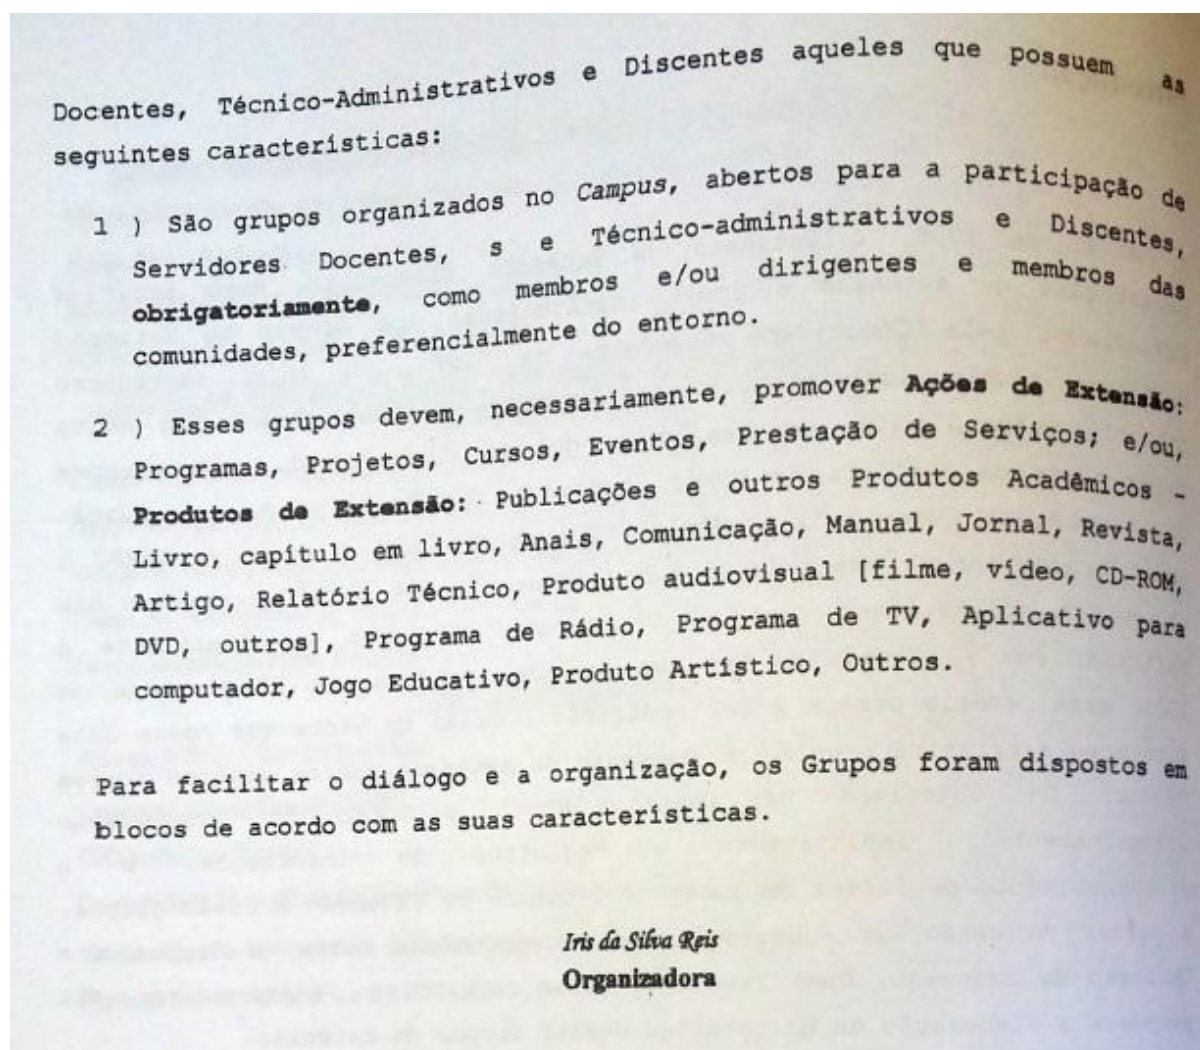 Docentes, Técnico-Administrativos e Discentes aqueles que possuem as
seguintes características:
1 ) São grupos organizados no Campus, abertos para a participação de
Servidores Docentes, s e Técnico-administrativos e Discentes,
obrigatoriamente, como membros e/ou dirigentes e membros das
comunidades, preferencialmente do entorno.
2 ) Esses grupos devem, necessariamente, promover Ações de Extensão:
Programas, Projetos, Cursos, Eventos, Prestação de Serviços; e/ou,
Produtos de Extensão: Publicações e outros Produtos Acadêmicos -
Livro, capítulo em livro, Anais, Comunicação, Manual, Jornal, Revista,
Artigo, Relatório Técnico, Produto audiovisual [filme, vídeo, CD-ROM,
DVD, outros], Programa de Rádio, Programa de TV, Aplicativo para
computador, Jogo Educativo, Produto Artístico, Outros.
Para facilitar o diálogo e a organização, os Grupos foram dispostos em
blocos de acordo com as suas características.
Iris da Silva Reis
Organizadora